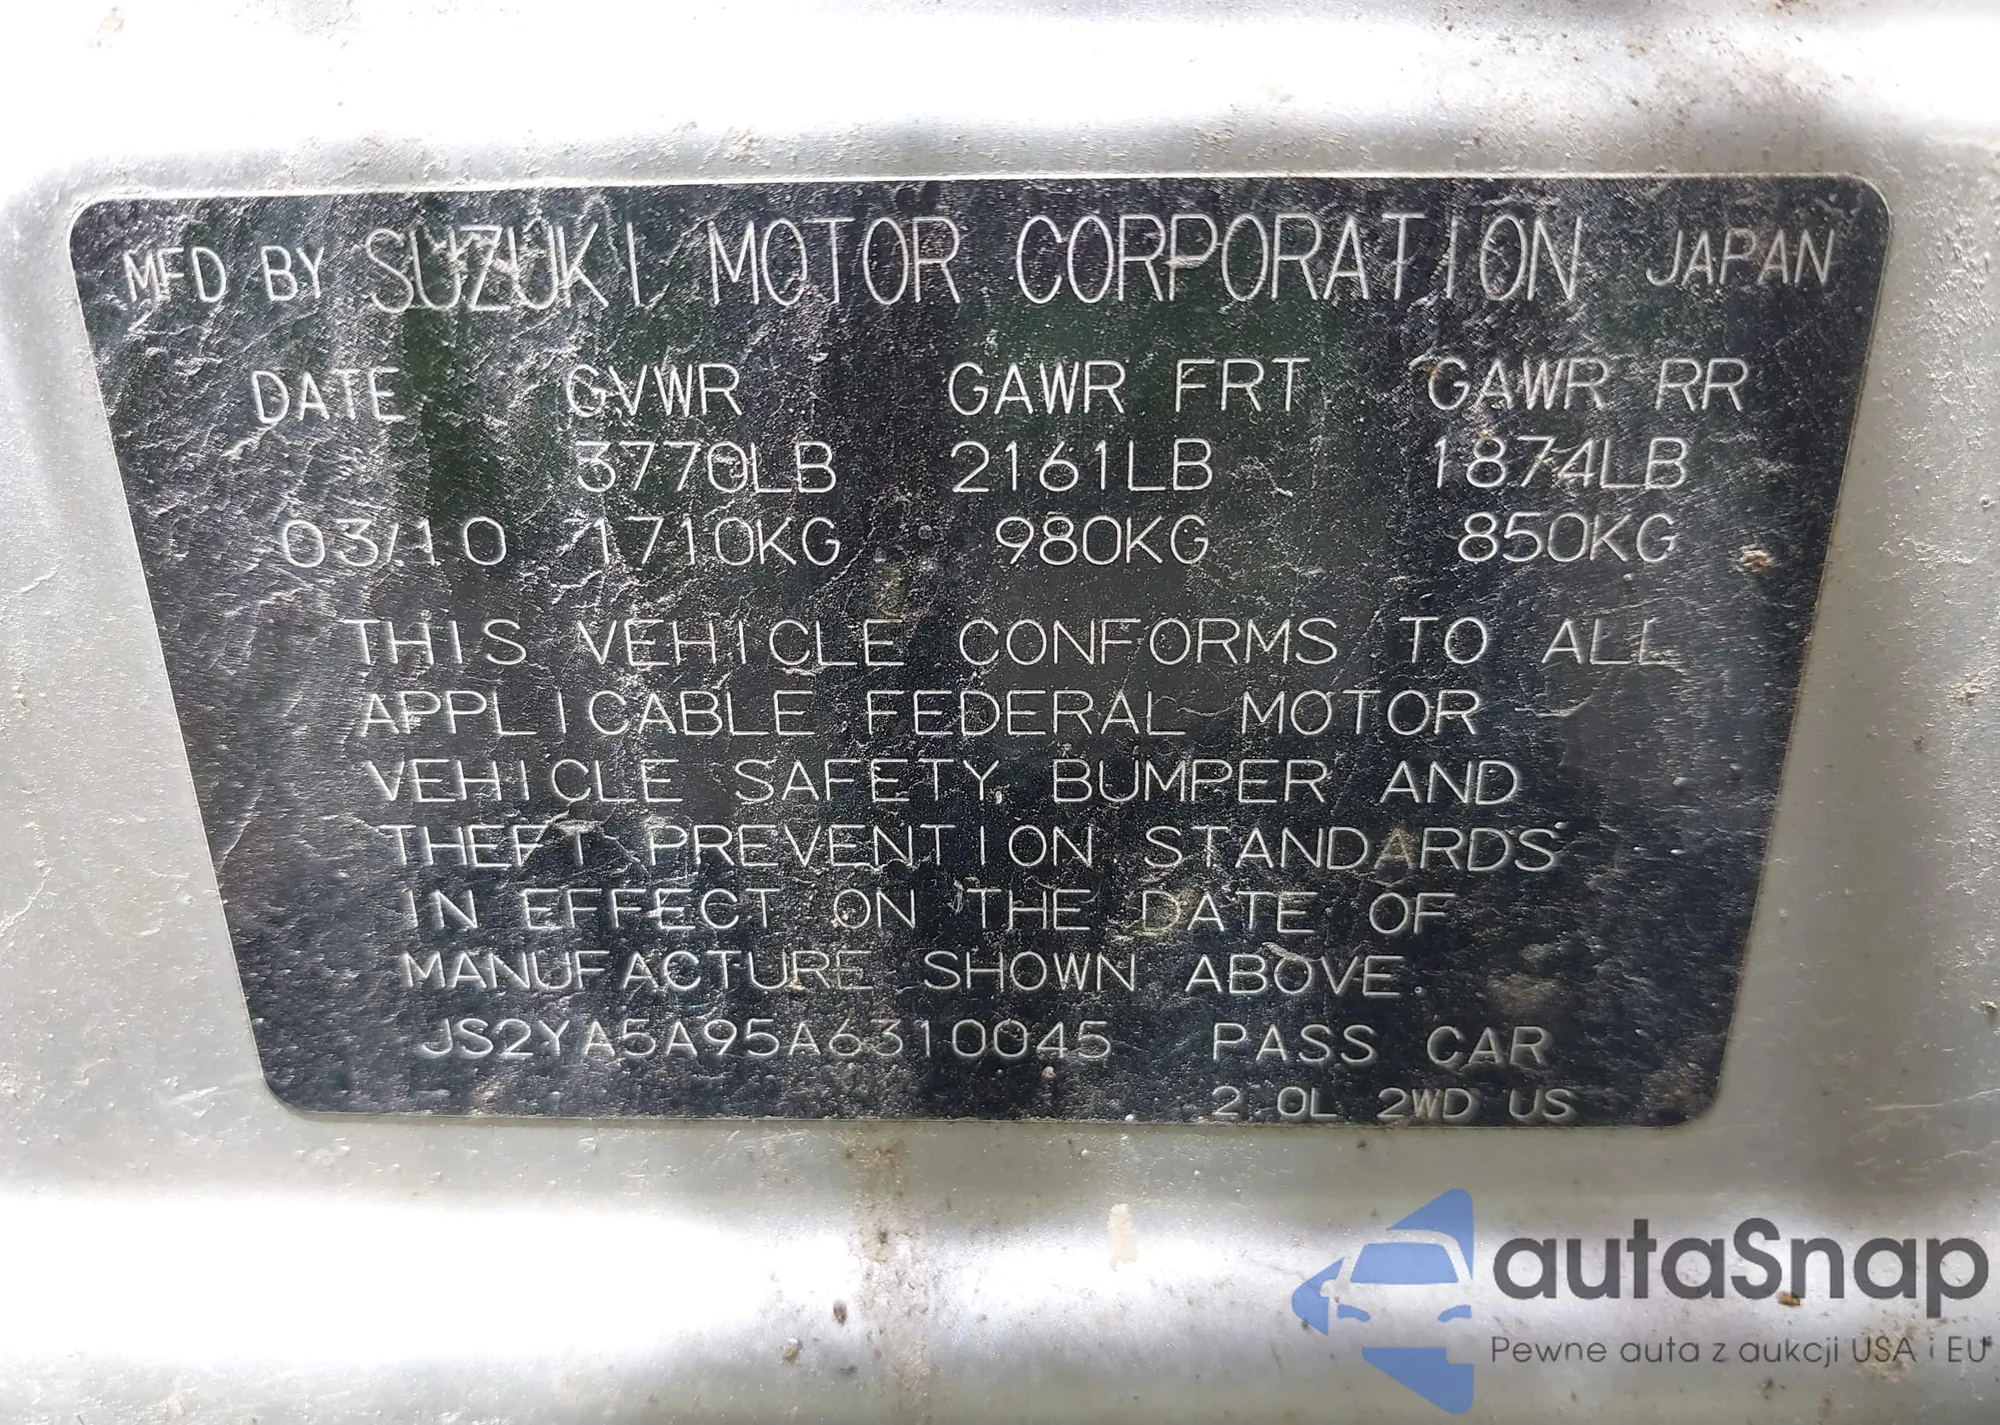 MFD BY SUZUKI MOTOR CORPORATION JAPAN
DATE GVWR GAWR FRT GAWR RR
3770LB 2161LB 1874LB
03/10 1710KG 980KG 850KG
THIS VEHICLE CONFORMS TO ALL
APPLICABLE FEDERAL MOTOR
VEHICLE SAFETY, BUMPER AND
THEFT PREVENTION STANDARDS
IN EFFECT ON THE DATE OF
MANUFACTURE SHOWN ABOVE.
JS2YA5A95A6310045 PASS CAR
2.0L 2WD US
autaSnap
Pewne auta z aukcji USA i EU